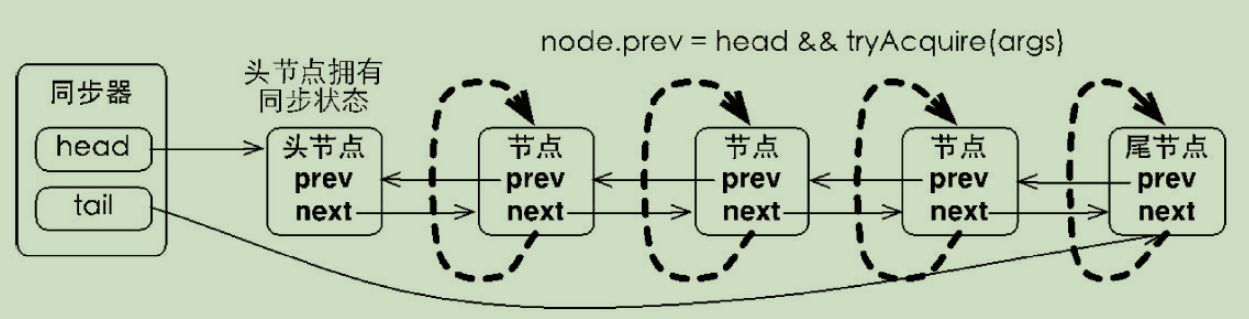 node.prev = head && tryAcquire(args)
同步器
head
tail
头节点拥有
同步状态
头节点
prev
next
节点
prev
next
节点
prev
next
节点
prev
next
尾节点
prev
next